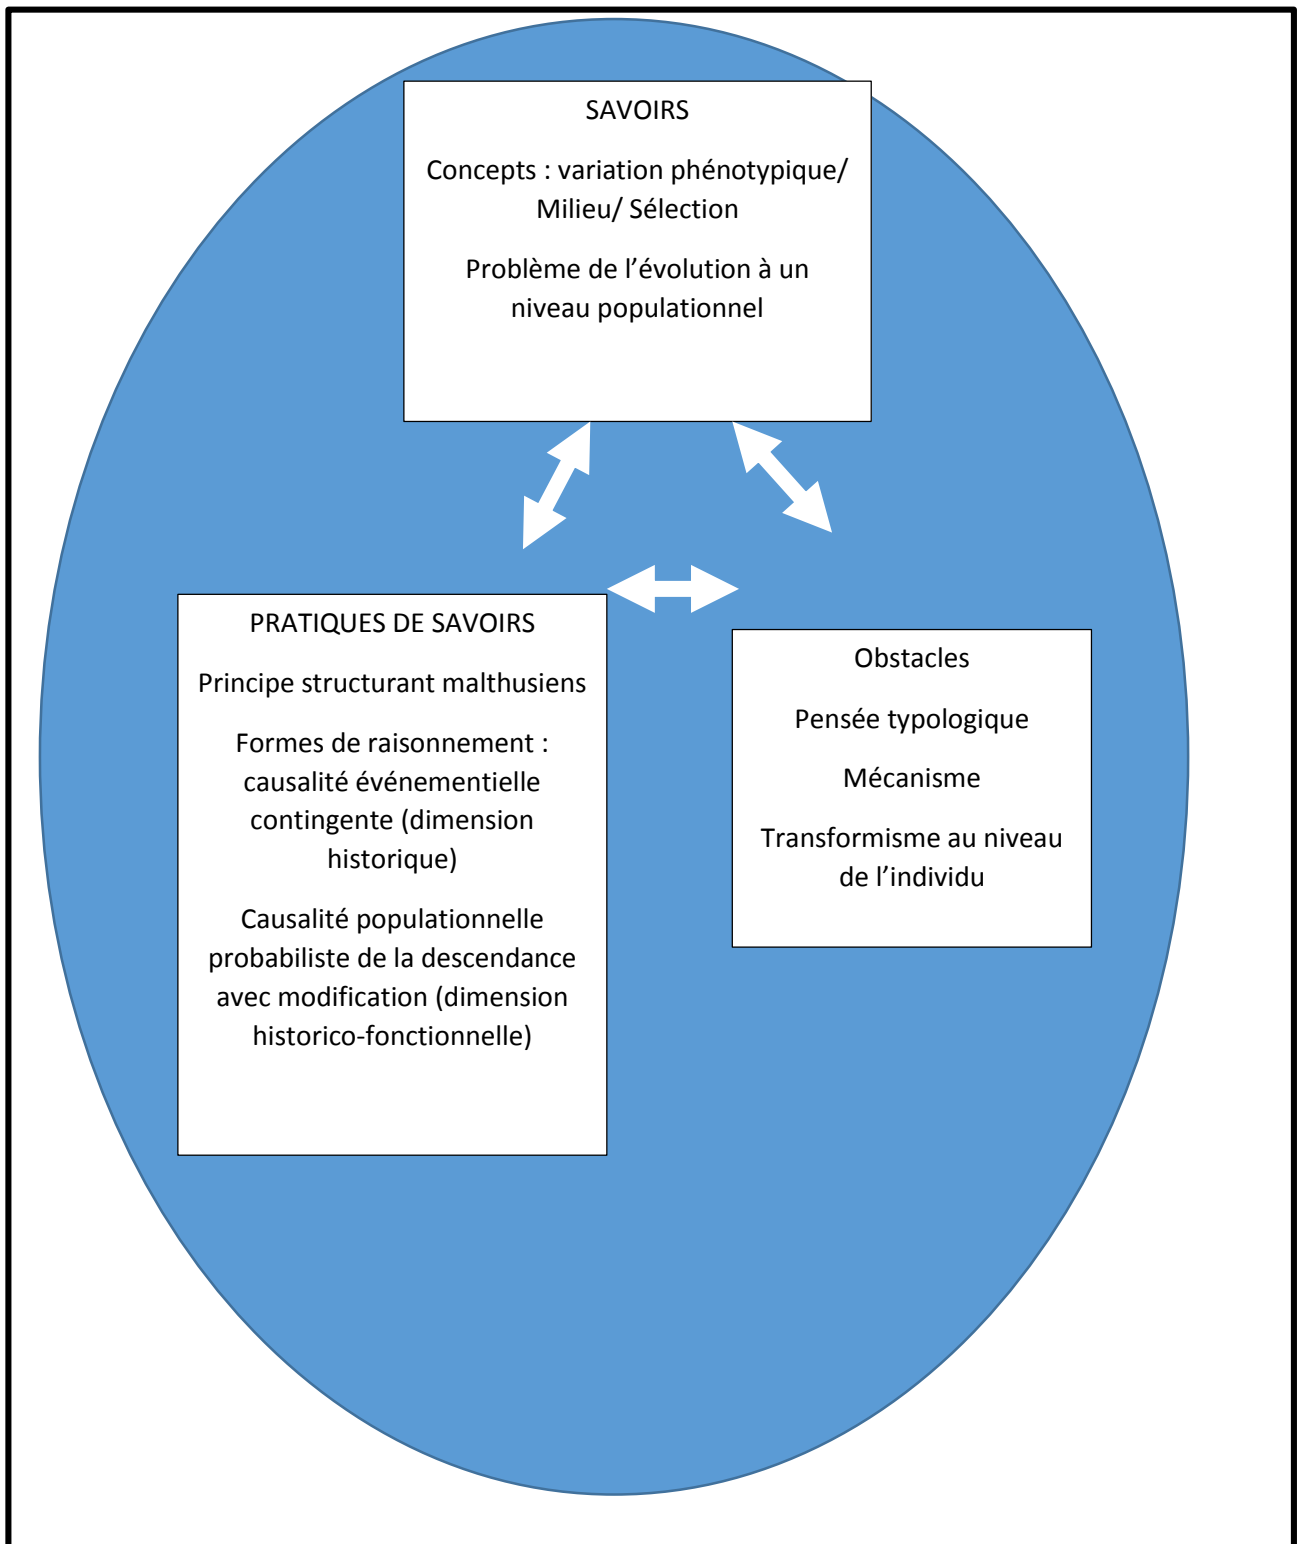 SAVOIRS
Concepts : variation phénotypique/
Milieu/ Sélection
Problème de l’évolution à un
niveau populationnel
PRATIQUES DE SAVOIRS
Principe structurant malthusiens
Formes de raisonnement :
causalité événementielle
contingente (dimension
historique)
Causalité populationnelle
probabiliste de la descendance
avec modification (dimension
historico-fonctionnelle)
Obstacles
Pensée typologique
Mécanisme
Transformisme au niveau
de l’individu